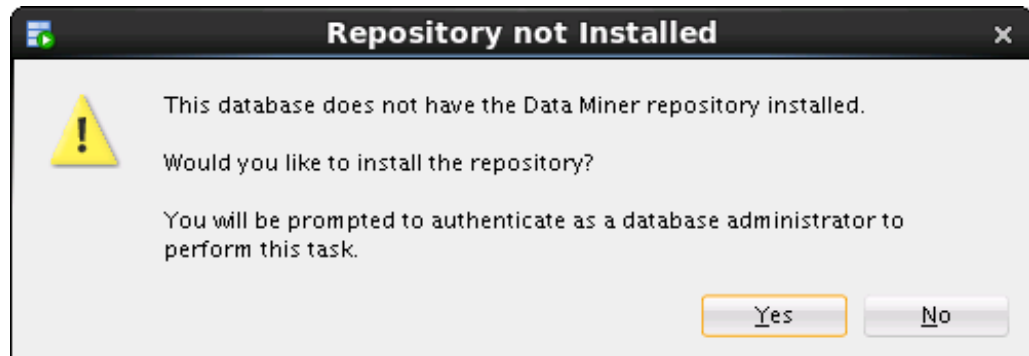 Repository not Installed
This database does not have the Data Miner repository installed.
Would you like to install the repository?
You will be prompted to authenticate as a database administrator to
perform this task.
Yes No